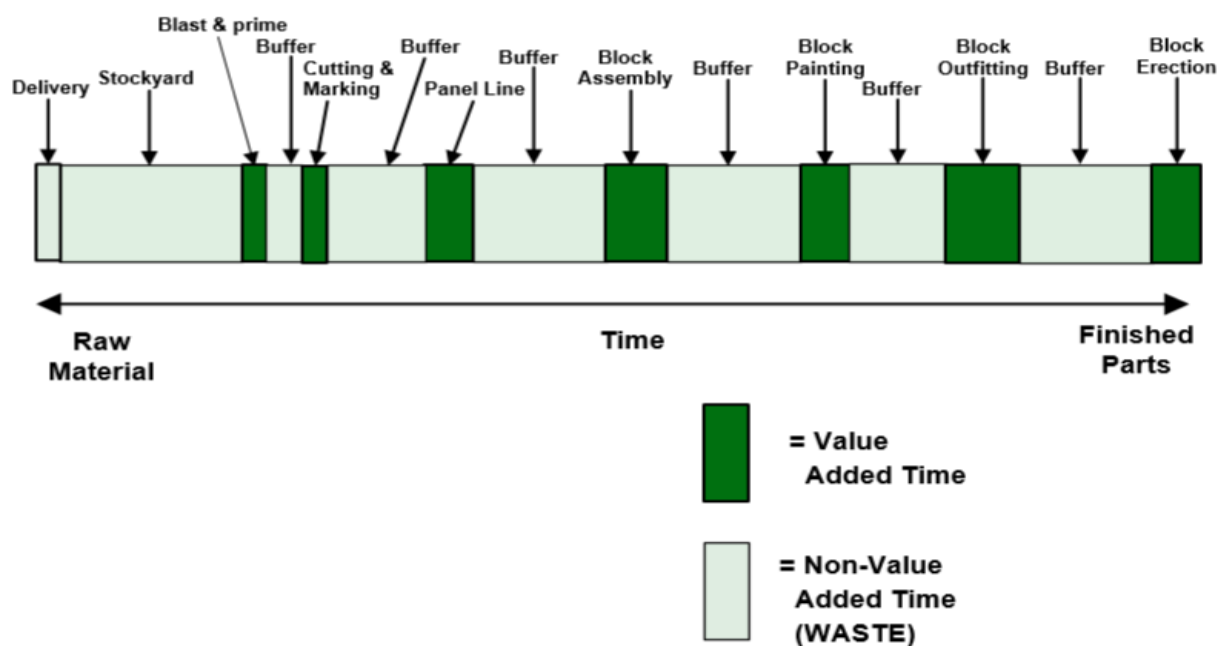 Blast & prime
Buffer
Buffer
Buffer
Block
Assembly
Block
Painting
Block
Outfitting
Block
Erection
Delivery
Stockyard
Cutting &
Marking
Panel Line
Buffer
Buffer
Buffer
Raw
Material
Time
Finished
Parts
= Value
Added Time
= Non-Value
Added Time
(WASTE)